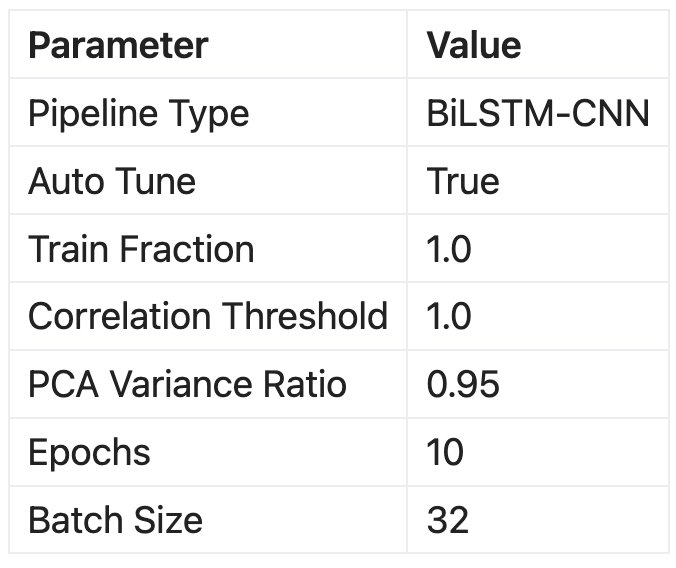 Parameter Value
Pipeline Type BiLSTM-CNN
Auto Tune True
Train Fraction 1.0
Correlation Threshold 1.0
PCA Variance Ratio 0.95
Epochs 10
Batch Size 32